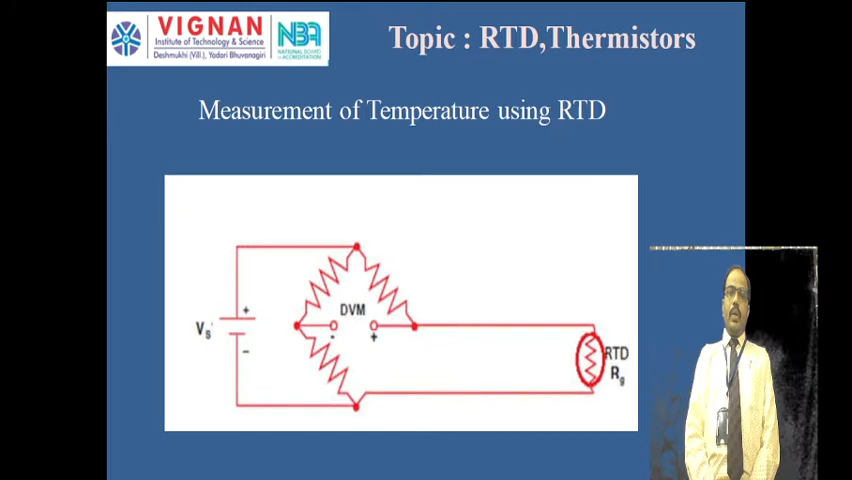 VIGNAN
Institute of Technology & Science
Deshmukhi (Vill.), Yadari Bhuvanagiri
NBA
NATIONAL BOARD
OF ACCREDITATION
Topic : RTD,Thermistors
Measurement of Temperature using RTD
DVM
+
Vs
-
- +
RTD
Rg